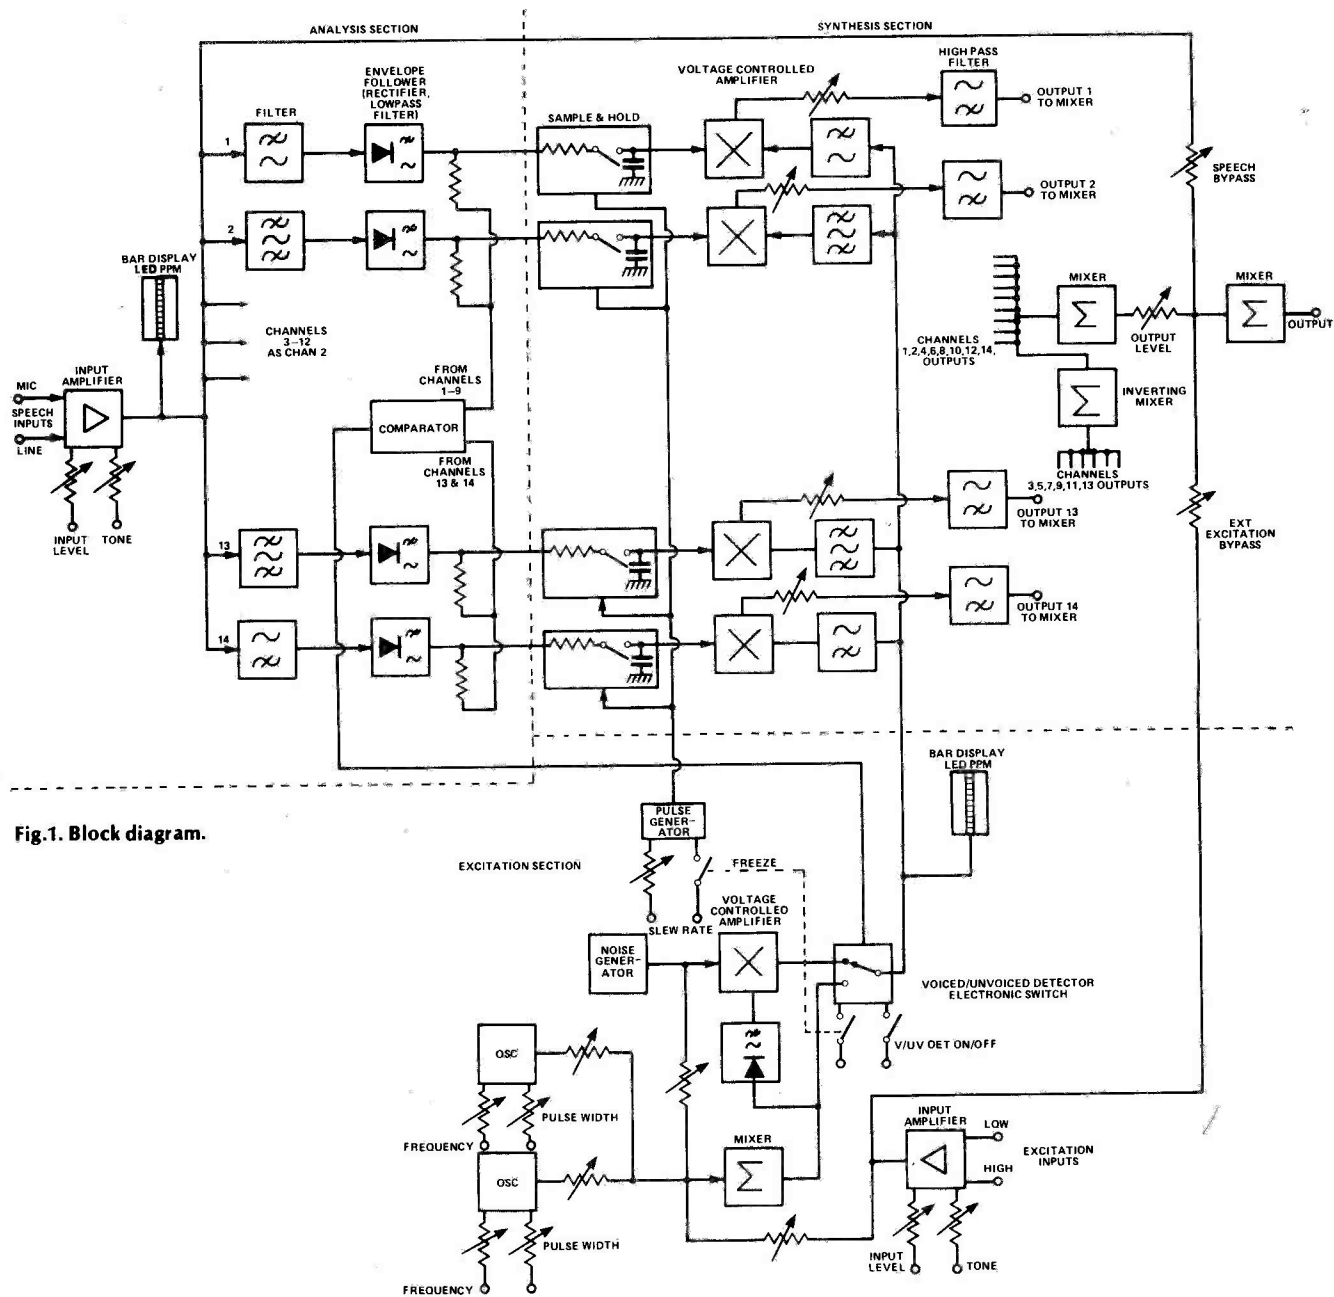 ANALYSIS SECTION
SYNTHESIS SECTION
ENVELOPE
FOLLOWER
(RECTIFIER,
LOWPASS
FILTER)
FILTER
SAMPLE & HOLD
VOLTAGE CONTROLLED
AMPLIFIER
HIGH PASS
FILTER
OUTPUT 1
TO MIXER
1
SPEECH
BYPASS
OUTPUT 2
TO MIXER
2
BAR DISPLAY
LED PPM
CHANNELS
3–12
AS CHAN 2
MIXER
MIXER
OUTPUT
OUTPUT
LEVEL
CHANNELS
1,2,4,6,8,10,12,14,
OUTPUTS
INVERTING
MIXER
CHANNELS
3,5,7,9,11,13 OUTPUTS
INPUT
AMPLIFIER
MIC
SPEECH
INPUTS
LINE
INPUT
LEVEL
TONE
FROM
CHANNELS
1–9
COMPARATOR
FROM
CHANNELS
13 & 14
OUTPUT 13
TO MIXER
EXT
EXCITATION
BYPASS
13
OUTPUT 14
TO MIXER
14
BAR DISPLAY
LED PPM
Fig.1. Block diagram.
PULSE
GENER-
ATOR
EXCITATION SECTION
FREEZE
SLEW RATE
VOLTAGE
CONTROLLED
AMPLIFIER
NOISE
GENER-
ATOR
VOICED/UNVOICED DETECTOR
ELECTRONIC SWITCH
V/UV DET ON/OFF
OSC
PULSE WIDTH
FREQUENCY
OSC
PULSE WIDTH
FREQUENCY
MIXER
INPUT
AMPLIFIER
LOW
EXCITATION
INPUTS
HIGH
INPUT
LEVEL
TONE